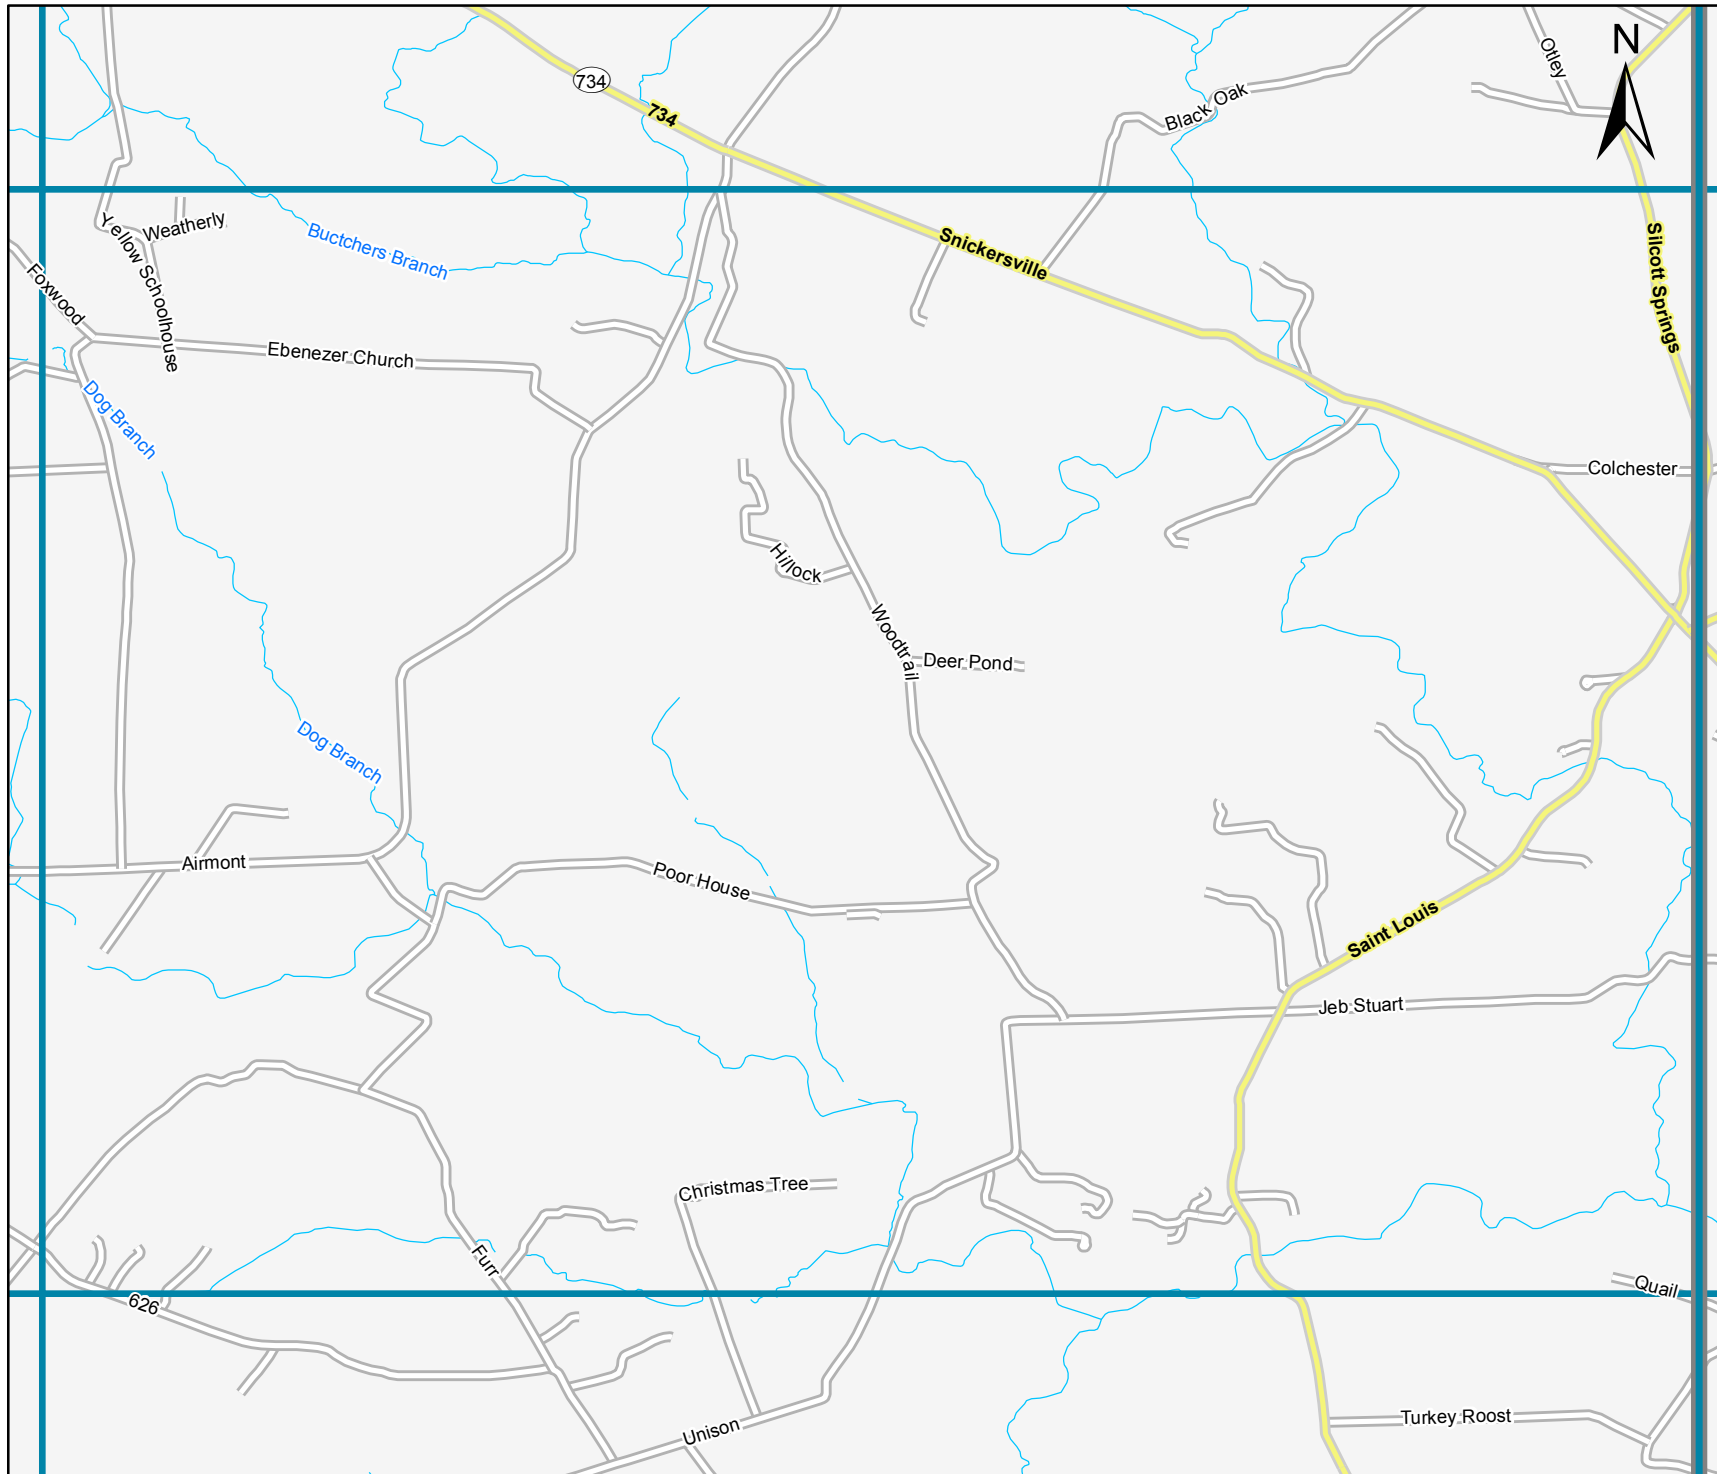 N
Otley
734
734
Black Oak
Weatherly
Yellow Schoolhouse
Buctchers Branch
Snickersville
Silcott Springs
Foxwood
Ebenezer Church
Dog Branch
Colchester
Hillock
Woodtrail
Deer Pond
Dog Branch
Airmont
Poor House
Saint Louis
Jeb Stuart
Christmas Tree
Furr
Quail
626
Turkey Roost
Unison